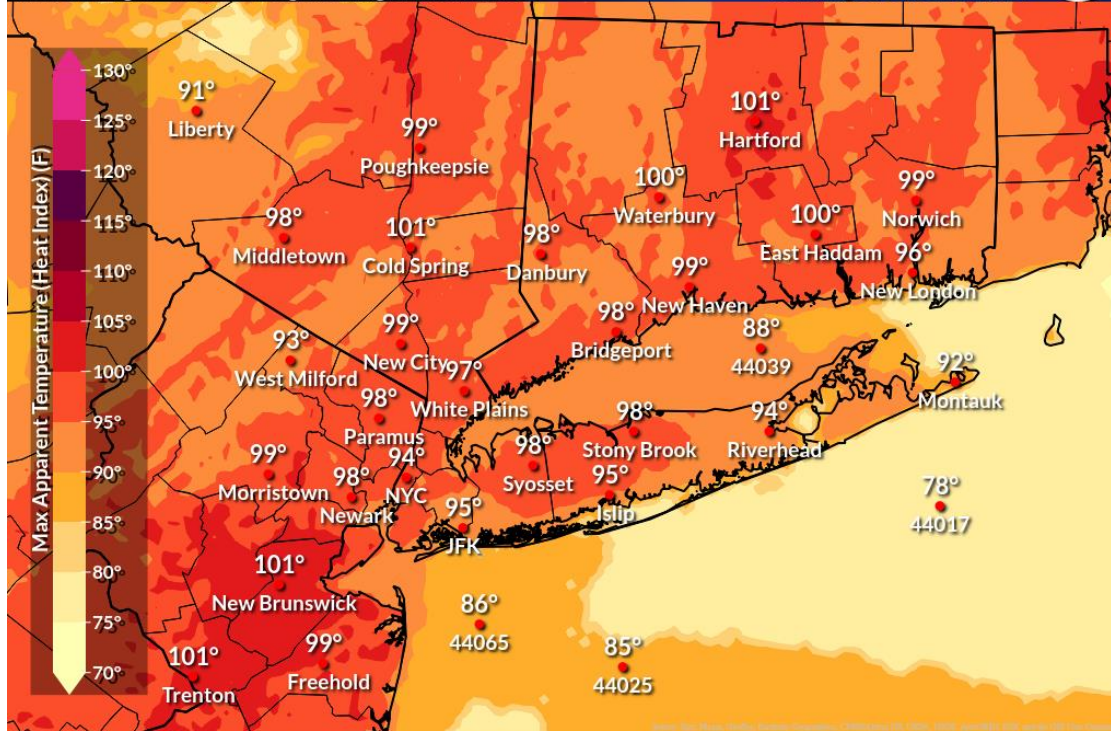 Max Apparent Temperature (Heat Index) (F)
130°
125°
120°
115°
110°
105°
100°
95°
90°
85°
80°
75°
70°
91°
Liberty
99°
Poughkeepsie
101°
Hartford
100°
Waterbury
99°
Norwich
98°
Middletown
101°
Cold Spring
98°
Danbury
100°
East Haddam
96°
New London
99°
New Haven
98°
Bridgeport
88°
44039
93°
West Milford
99°
New City
97°
White Plains
92°
Montauk
98°
Paramus
98°
Stony Brook
94°
Riverhead
99°
Morristown
98°
Newark
94°
NYC
98°
Syosset
95°
Islip
95°
JFK
78°
44017
101°
New Brunswick
86°
44065
101°
Trenton
99°
Freehold
85°
44025